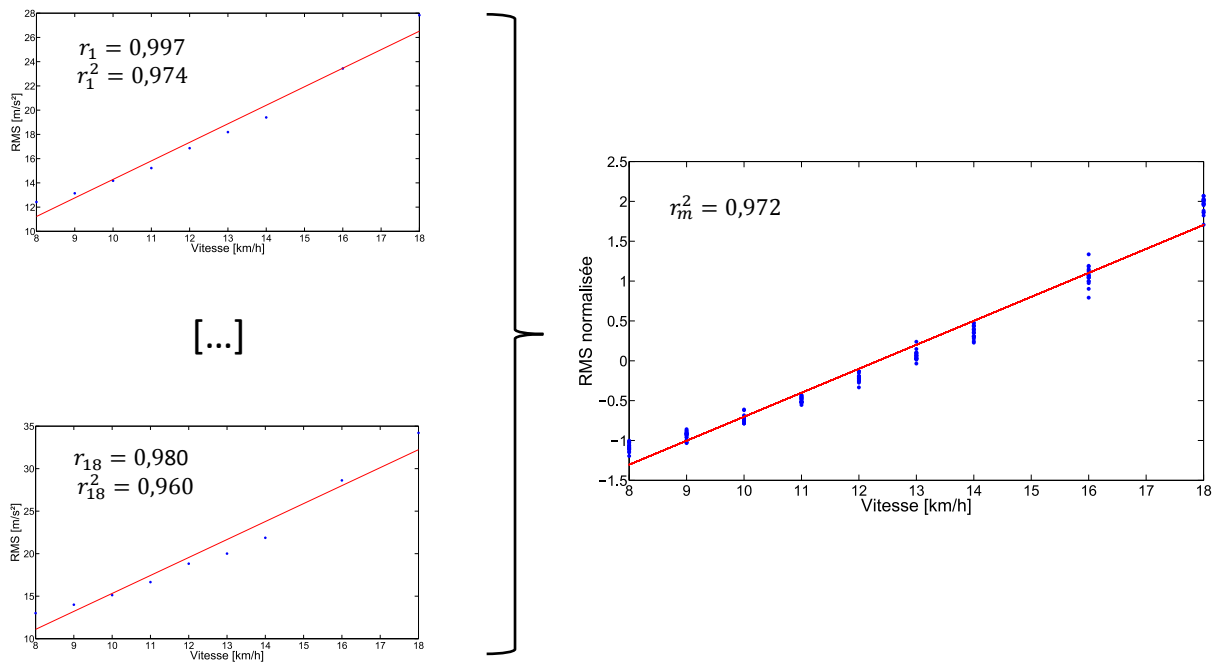 r₁ = 0,997
r₁² = 0,974
28
26
24
22
20
18
16
14
12
10
RMS [m/s²]
8 9 10 11 12 13 14 15 16 17 18
Vitesse [km/h]
[...]
r₁₈ = 0,980
r₁₈² = 0,960
35
30
25
20
15
10
RMS [m/s²]
8 9 10 11 12 13 14 15 16 17 18
Vitesse [km/h]
rₘ² = 0,972
2.5
2
1.5
1
0.5
0
−0.5
−1
−1.5
RMS normalisée
8 9 10 11 12 13 14 15 16 17 18
Vitesse [km/h]